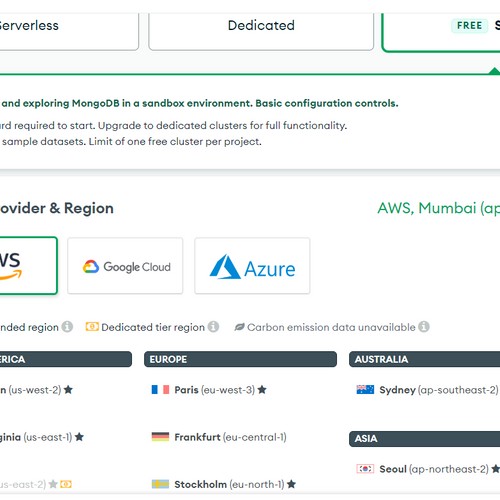 Serverless
Dedicated
FREE S
and exploring MongoDB in a sandbox environment. Basic configuration controls.
rd required to start. Upgrade to dedicated clusters for full functionality.
sample datasets. Limit of one free cluster per project.
ovider & Region
AWS, Mumbai (ap
WS
Google Cloud
Azure
nded region
Dedicated tier region
Carbon emission data unavailable
ERICA
EUROPE
AUSTRALIA
n (us-west-2)
Paris (eu-west-3)
Sydney (ap-southeast-2)
ginia (us-east-1)
Frankfurt (eu-central-1)
ASIA
us-east-2)
Stockholm (eu-north-1)
Seoul (ap-northeast-2)